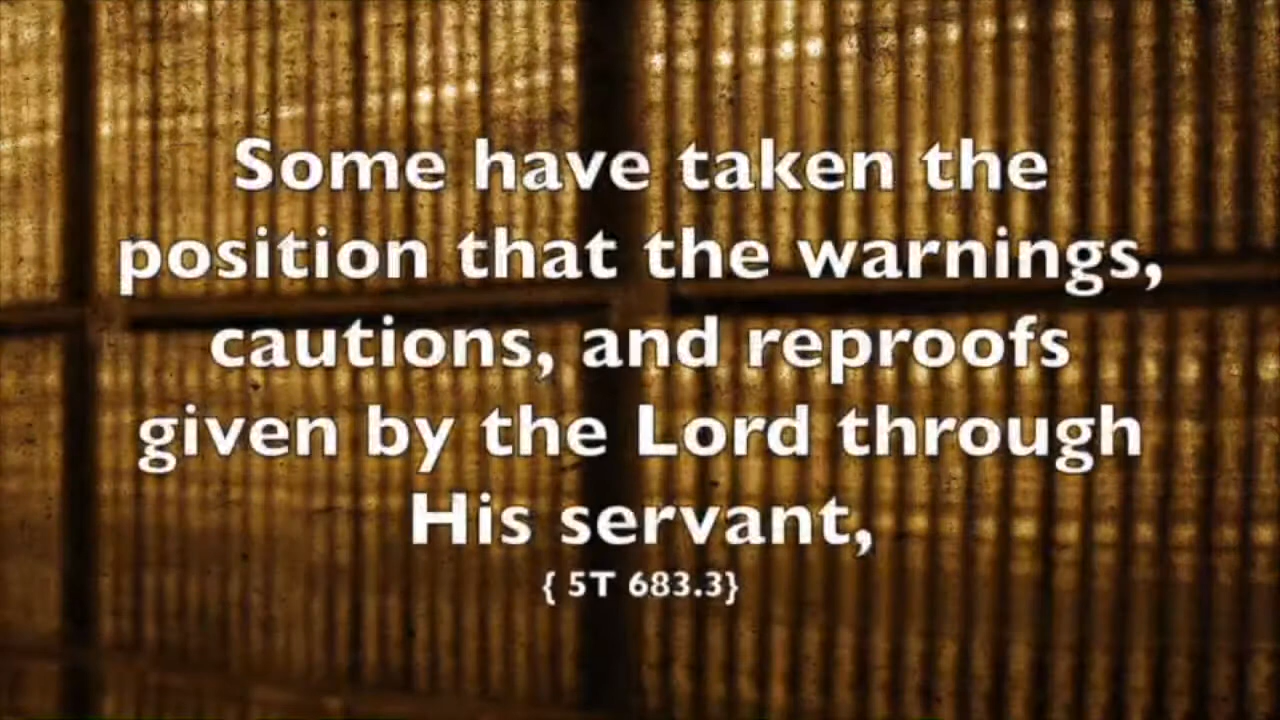 Some have taken the
position that the warnings,
cautions, and reproofs
given by the Lord through
His servant,
{ 5T 683.3}